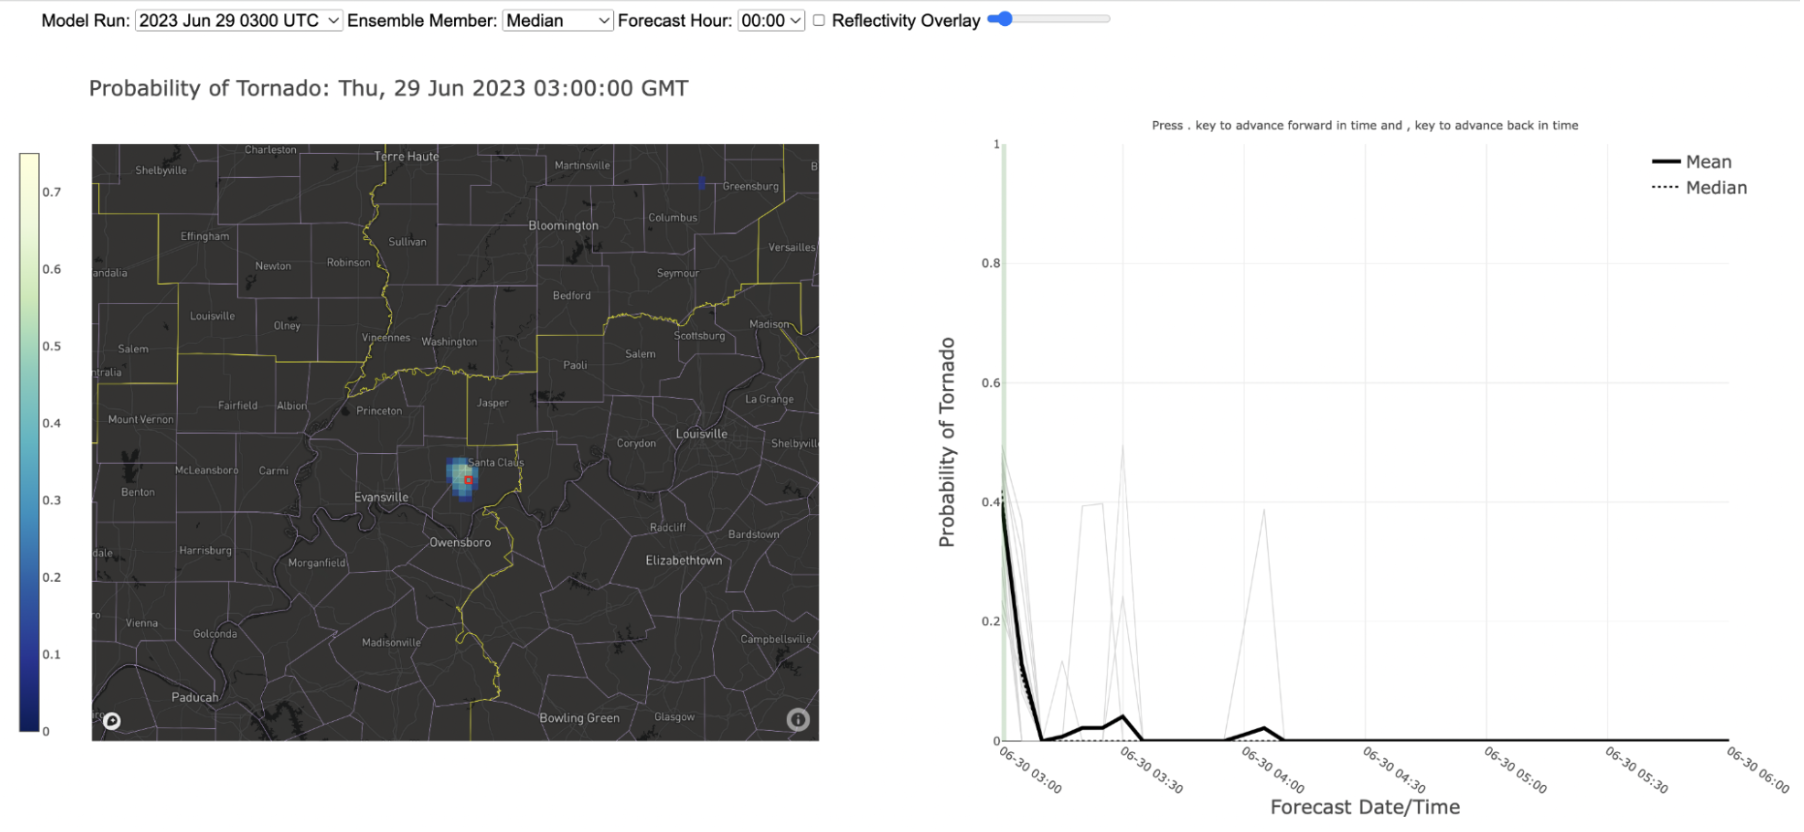 Model Run: 2023 Jun 29 0300 UTC Ensemble Member: Median Forecast Hour: 00:00 Reflectivity Overlay
Probability of Tornado: Thu, 29 Jun 2023 03:00:00 GMT
Press . key to advance forward in time and , key to advance back in time
Mean
Median
0.7
0.6
0.5
0.4
0.3
0.2
0.1
0
Charleston
Terre Haute
Martinsville
Shelbyville
Greensburg
Columbus
Bloomington
Effingham
Sullivan
Versailles
Newton
Robinson
Seymour
andalia
Bedford
Louisville
Olney
Madison
Vincennes
Washington
Scottsburg
Salem
Salem
Paoli
ntralia
La Grange
Jasper
Fairfield
Albion
Princeton
Mount Vernon
Louisville
Corydon
Shelbyvill
Santa Claus
McLeansboro
Carmi
Benton
Evansville
Radcliff
Bardstown
Owensboro
dale
Harrisburg
Morganfield
Elizabethtown
ro
Vienna
Golconda
Madisonville
Campbellsville
Paducah
Bowling Green
Glasgow
Probability of Tornado
1
0.8
0.6
0.4
0.2
0
06-30 03:00
06-30 03:30
06-30 04:00
06-30 04:30
06-30 05:00
06-30 05:30
06-30 06:00
Forecast Date/Time